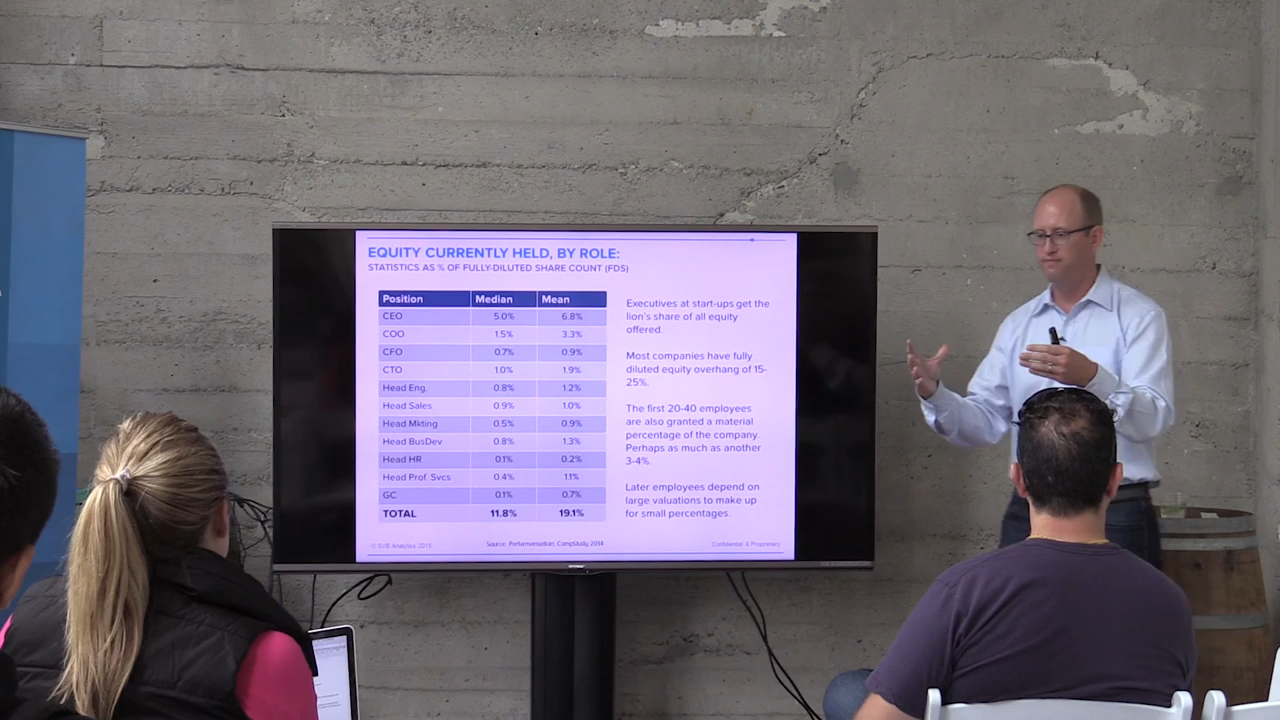 EQUITY CURRENTLY HELD, BY ROLE:
STATISTICS AS % OF FULLY-DILUTED SHARE COUNT (FDS)
Position Median Mean
CEO 5.0% 6.8%
COO 1.5% 3.3%
CFO 0.7% 0.9%
CTO 1.0% 1.9%
Head Eng. 0.8% 1.2%
Head Sales 0.9% 1.0%
Head Mkting 0.5% 0.9%
Head BusDev 0.8% 1.3%
Head HR 0.1% 0.2%
Head Prof. Svcs 0.4% 1.1%
GC 0.1% 0.7%
TOTAL 11.8% 19.1%
Executives at start-ups get the
lion's share of all equity
offered.
Most companies have fully
diluted equity overhang of 15-
25%.
The first 20-40 employees
are also granted a material
percentage of the company.
Perhaps as much as another
3-4%.
Later employees depend on
large valuations to make up
for small percentages.
© SVB Analytics 2015
Source: CompStudy 2014
Confidential & Proprietary